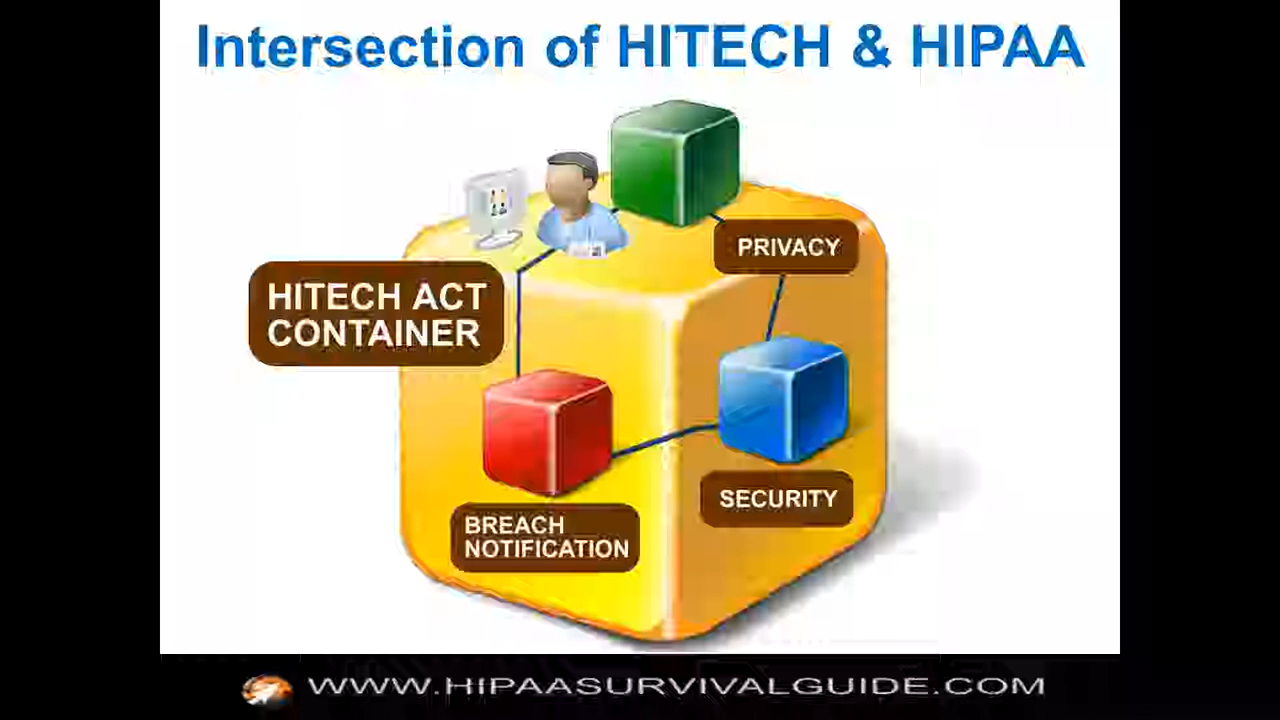 Intersection of HITECH & HIPAA
PRIVACY
HITECH ACT
CONTAINER
SECURITY
BREACH
NOTIFICATION
WWW.HIPAASURVIVALGUIDE.COM